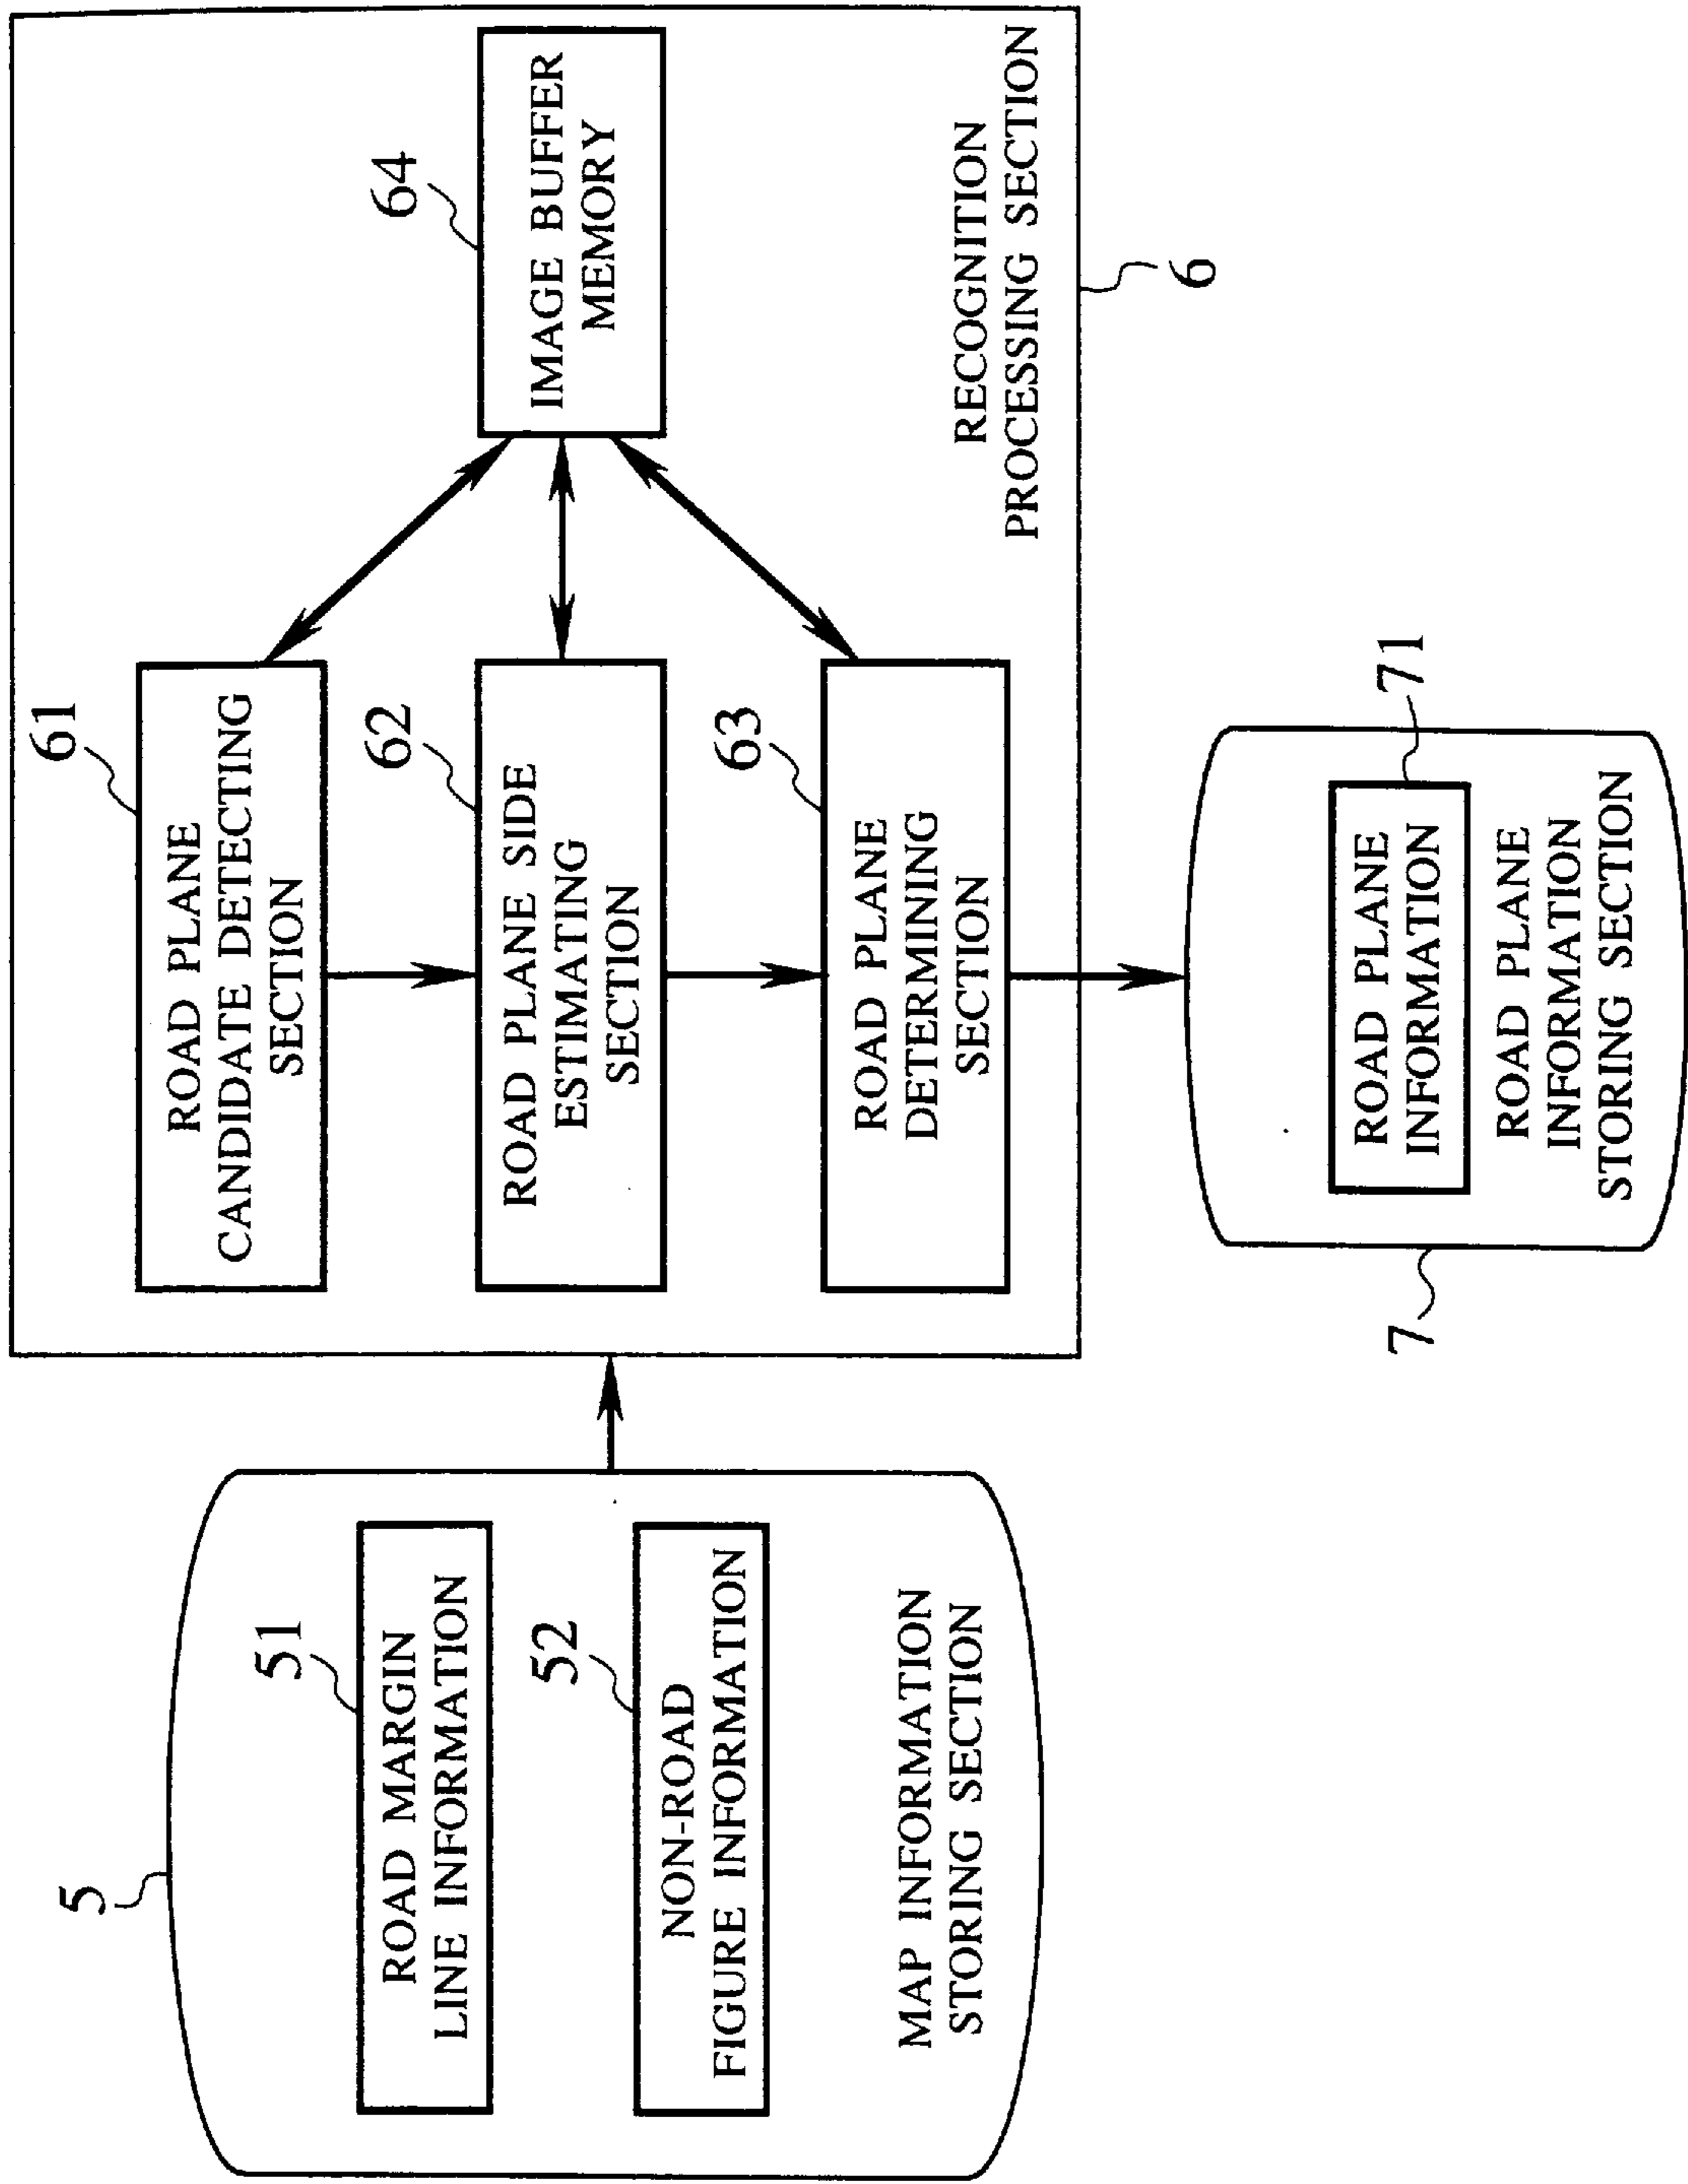 5
51
ROAD MARGIN
LINE INFORMATION
52
NON-ROAD
FIGURE INFORMATION
MAP INFORMATION
STORING SECTION
61
ROAD PLANE
CANDIDATE DETECTING
SECTION
62
ROAD PLANE SIDE
ESTIMATING
SECTION
63
ROAD PLANE
DETERMINING
SECTION
64
IMAGE BUFFER
MEMORY
RECOGNITION
PROCESSING SECTION
6
7
71
ROAD PLANE
INFORMATION
ROAD PLANE
INFORMATION
STORING SECTION